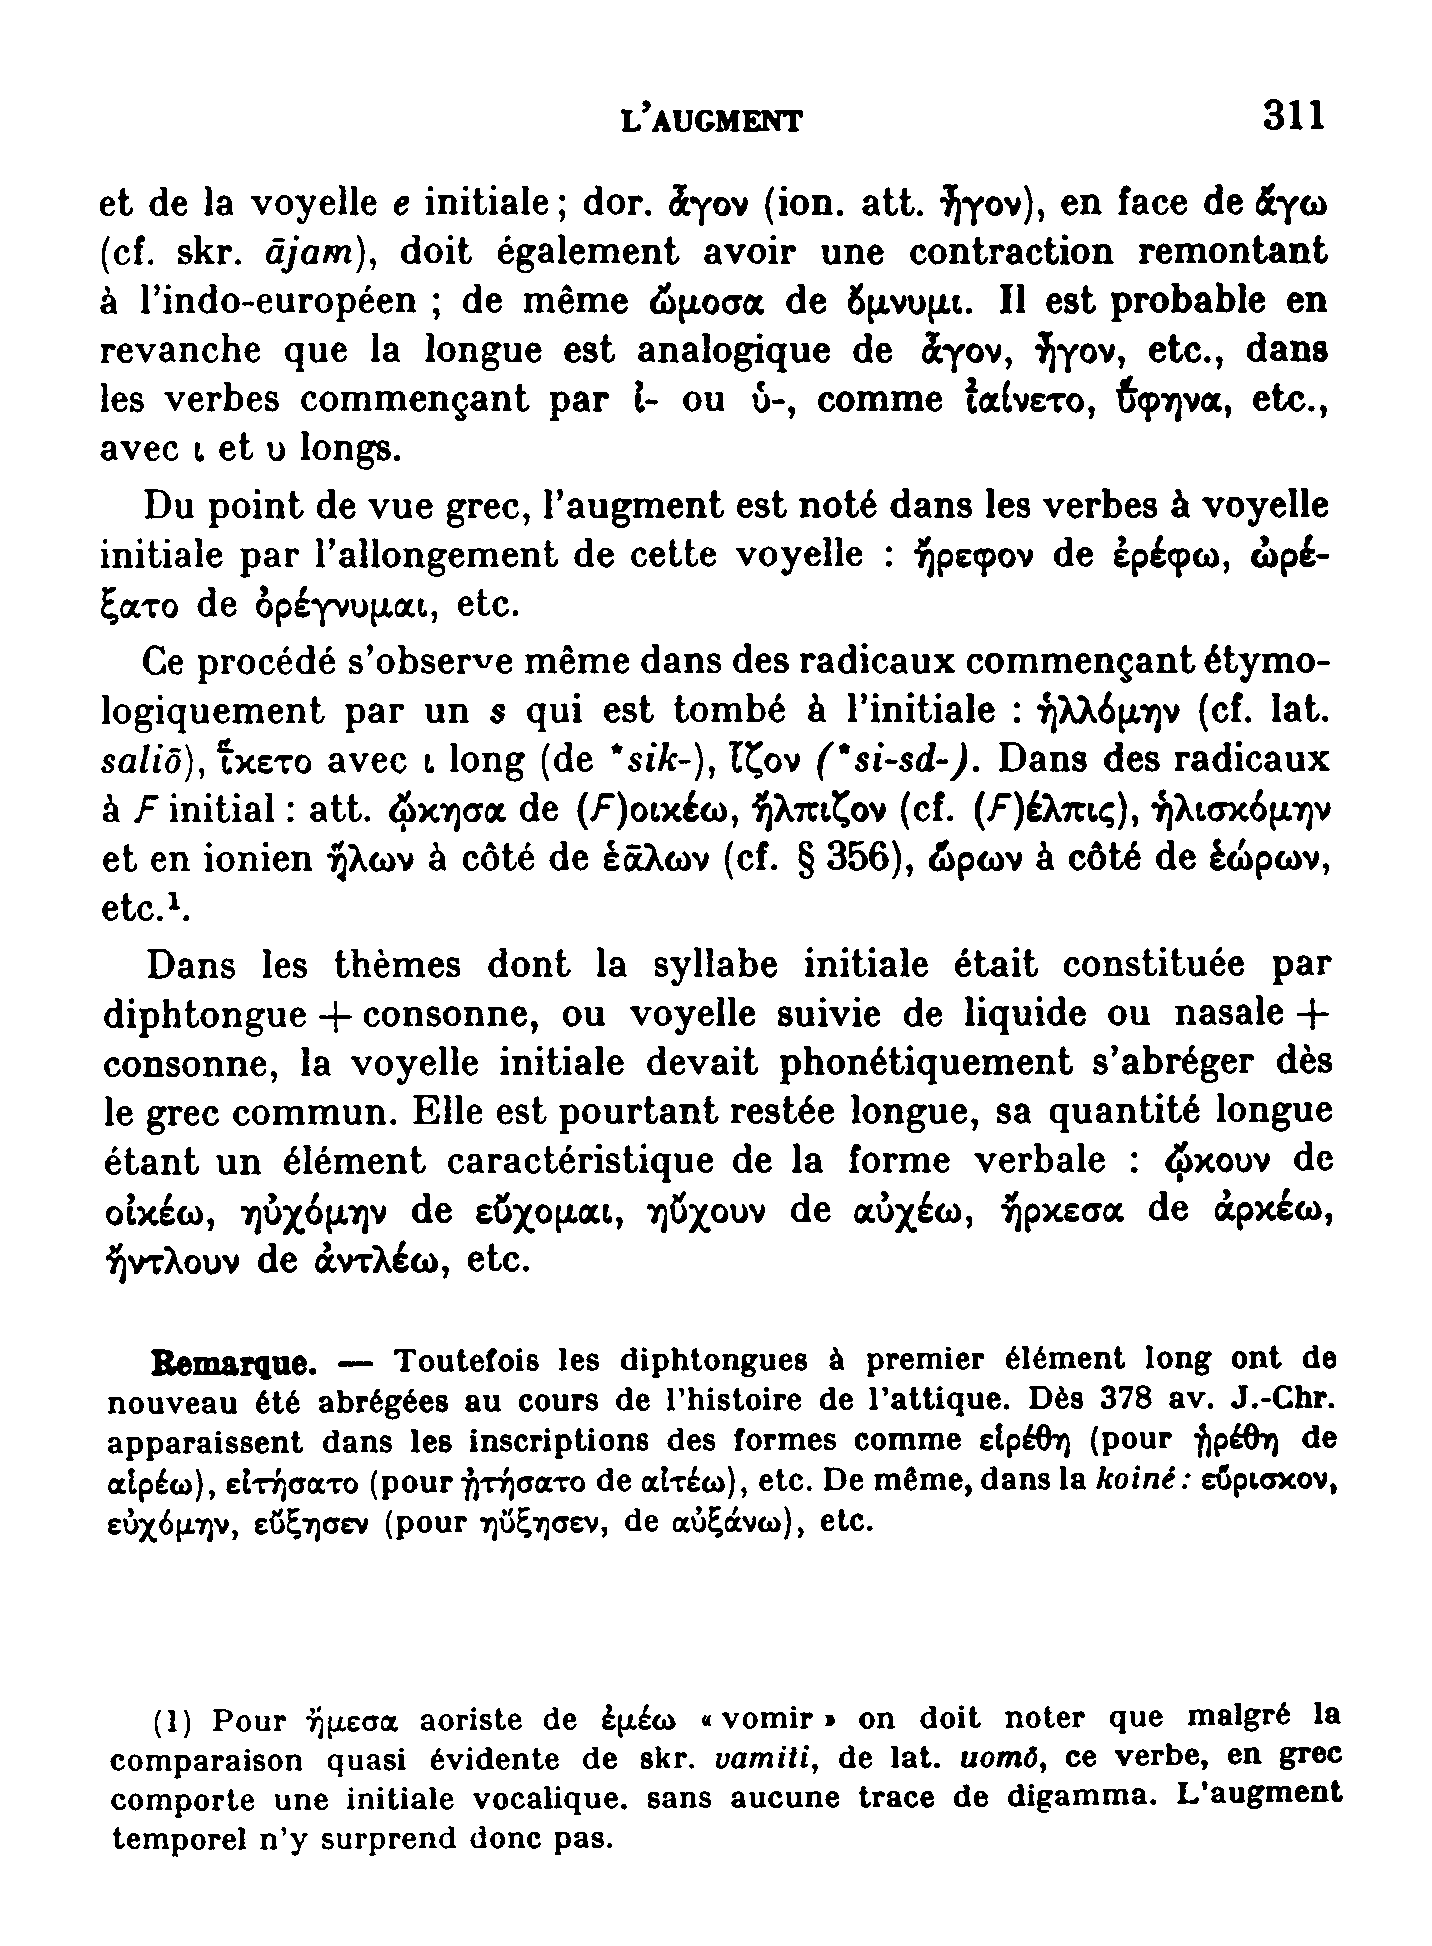 L'AUGMENT 311
et de la voyelle e initiale ; dor. ἆγον (ion. att. ἦγον), en face de ἄγω
(cf. skr. ājam), doit également avoir une contraction remontant
à l'indo-européen ; de même ὤμοσα de ὄμνυμι. Il est probable en
revanche que la longue est analogique de ἆγον, ἦγον, etc., dans
les verbes commençant par ἰ- ou ὑ-, comme ἰαίνετο, ὕφηνα, etc.,
avec ι et υ longs.
Du point de vue grec, l'augment est noté dans les verbes à voyelle
initiale par l'allongement de cette voyelle : ἤρεφον de ἐρέφω, ὠρέ-
ξατο de ὀρέγνυμαι, etc.
Ce procédé s'observe même dans des radicaux commençant étymo-
logiquement par un s qui est tombé à l'initiale : ἡλλόμην (cf. lat.
saliō), ἵκετο avec ι long (de *sik-), ἷζον (*si-sd-). Dans des radicaux
à F initial : att. ᾤκησα de (F)οικέω, ἤλπιζον (cf. (F)έλπις), ἡλισκόμην
et en ionien ἥλων à côté de ἑᾱ́λων (cf. § 356), ὥρων à côté de ἑώρων,
etc.¹.
Dans les thèmes dont la syllabe initiale était constituée par
diphtongue + consonne, ou voyelle suivie de liquide ou nasale +
consonne, la voyelle initiale devait phonétiquement s'abréger dès
le grec commun. Elle est pourtant restée longue, sa quantité longue
étant un élément caractéristique de la forme verbale : ᾤκουν de
οἰκέω, ηὐχόμην de εὔχομαι, ηὔχουν de αὐχέω, ἤρκεσα de ἀρκέω,
ἤντλουν de ἀντλέω, etc.
Remarque. — Toutefois les diphtongues à premier élément long ont de
nouveau été abrégées au cours de l'histoire de l'attique. Dès 378 av. J.-Chr.
apparaissent dans les inscriptions des formes comme εἱρέθη (pour ᾑρέθη de
αἱρέω), εἰτήσατο (pour ᾐτήσατο de αἰτέω), etc. De même, dans la koiné : εὕρισκον,
εὐχόμην, εὔξησεν (pour ηὔξησεν, de αὐξάνω), etc.
(1) Pour ἤμεσα aoriste de ἐμέω « vomir » on doit noter que malgré la
comparaison quasi évidente de skr. vamiti, de lat. uomō, ce verbe, en grec
comporte une initiale vocalique. sans aucune trace de digamma. L'augment
temporel n'y surprend donc pas.